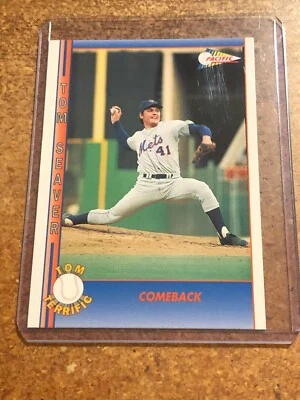 PACIFIC
TOM SEAVER
Mets
41
TOM
TERRIFIC
COMEBACK